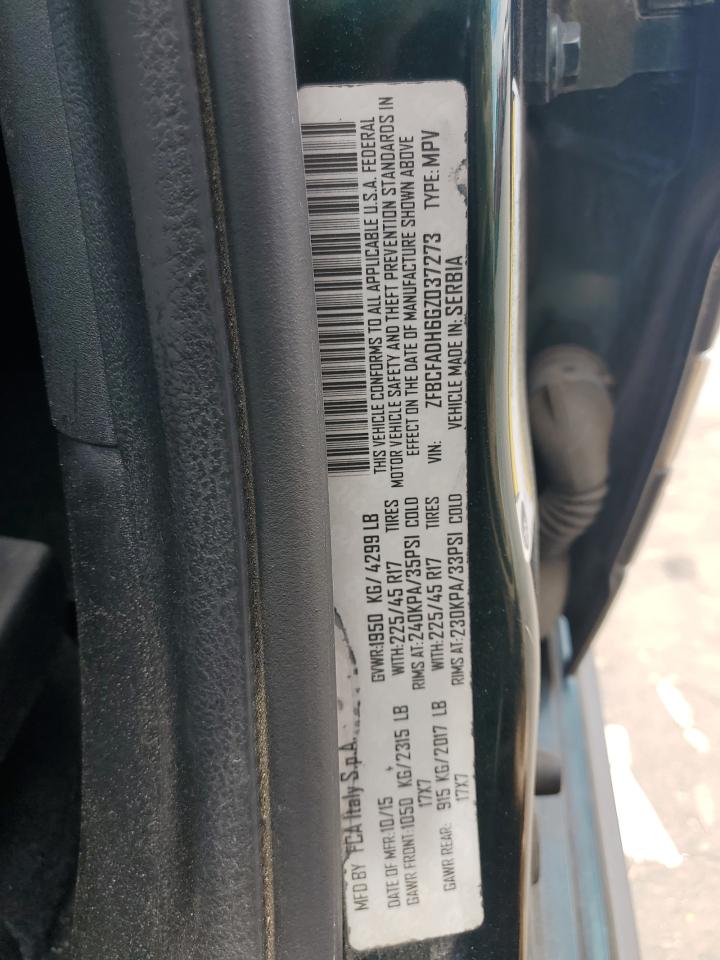 MFD BY FCA Italy S.p.A.
DATE OF MFR:10/15 GVWR:1950 KG/4299 LB
GAWR FRONT:1050 KG/2315 LB WITH:225/45 R17 TIRES
17X7 RIMS AT:240KPA/35PSI COLD
GAWR REAR: 915 KG/2017 LB WITH:225/45 R17 TIRES
17X7 RIMS AT:230KPA/33PSI COLD
THIS VEHICLE CONFORMS TO ALL APPLICABLE U.S.A. FEDERAL
MOTOR VEHICLE SAFETY AND THEFT PREVENTION STANDARDS IN
EFFECT ON THE DATE OF MANUFACTURE SHOWN ABOVE
VIN: ZFBCFADH6GZ037273 TYPE: MPV
VEHICLE MADE IN: SERBIA